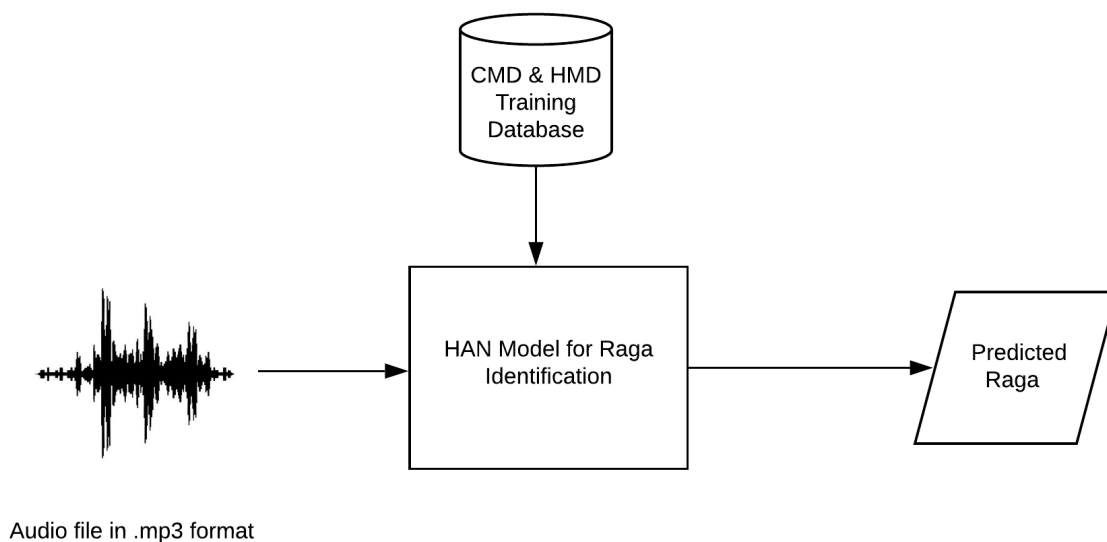 CMD & HMD
Training
Database
HAN Model for Raga
Identification
Predicted
Raga
Audio file in .mp3 format